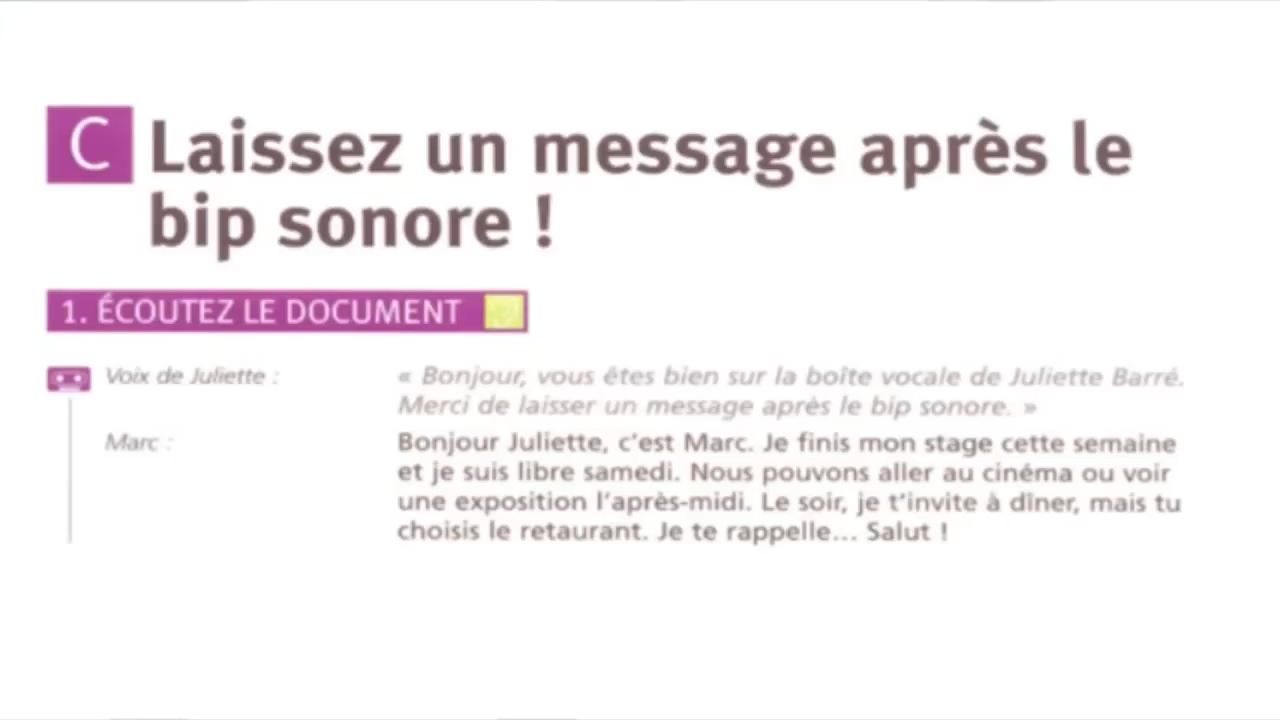 C Laissez un message après le
bip sonore !
1. ÉCOUTEZ LE DOCUMENT
Voix de Juliette : « Bonjour, vous êtes bien sur la boîte vocale de Juliette Barré.
Merci de laisser un message après le bip sonore. »
Marc : Bonjour Juliette, c'est Marc. Je finis mon stage cette semaine
et je suis libre samedi. Nous pouvons aller au cinéma ou voir
une exposition l'après-midi. Le soir, je t'invite à dîner, mais tu
choisis le retaurant. Je te rappelle... Salut !